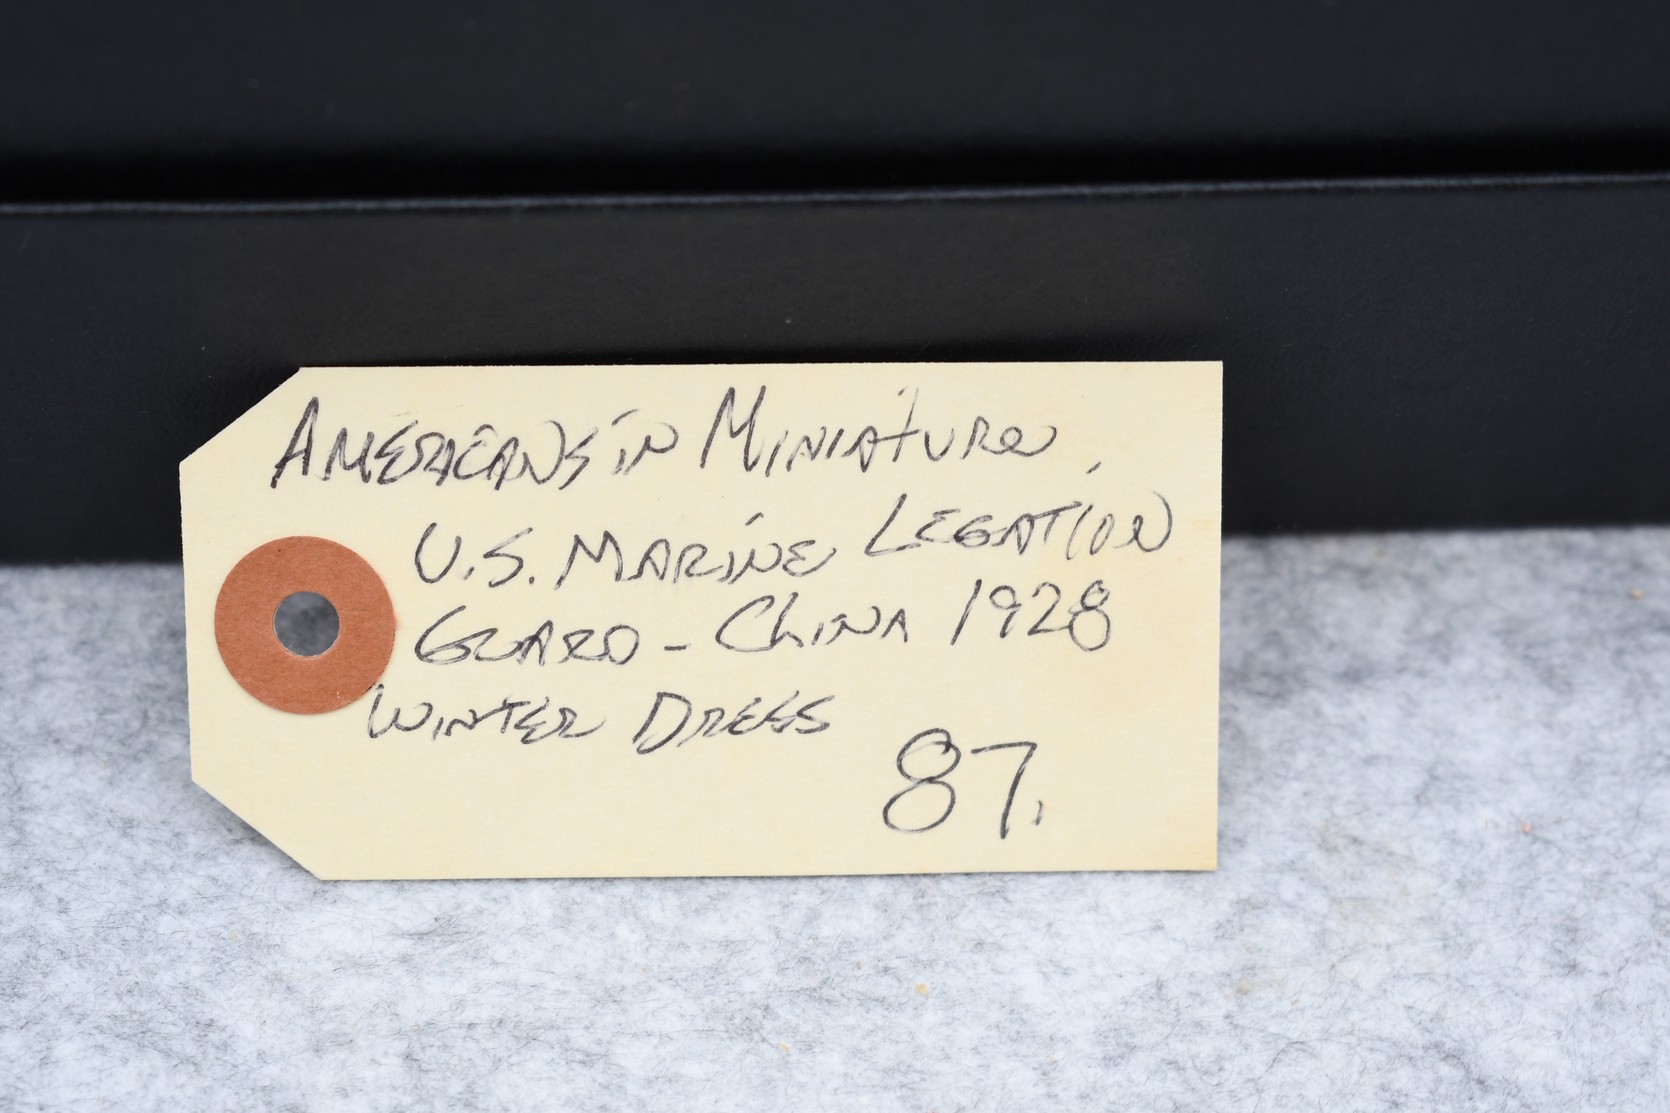 AMERICANS in MINIATURE,
U.S. MARINE LEGATION
GUARD - CHINA 1928
WINTER DRESS
87.